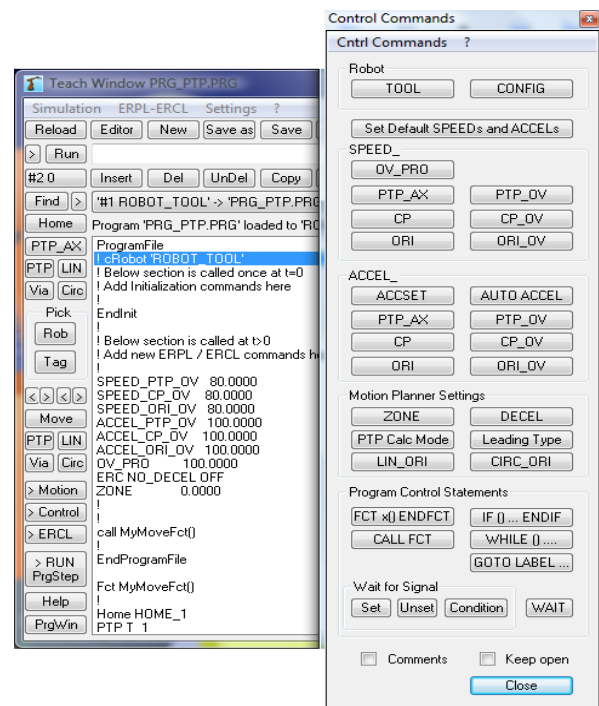 Control Commands
Cntrl Commands ?
Robot
TOOL CONFIG
Set Default SPEEDs and ACCELs
SPEED_
OV_PRO
PTP_AX PTP_OV
CP CP_OV
ORI ORI_OV
ACCEL_
ACCSET AUTO ACCEL
PTP_AX PTP_OV
CP CP_OV
ORI ORI_OV
Motion Planner Settings
ZONE DECEL
PTP Calc Mode Leading Type
LIN_ORI CIRC_ORI
Program Control Statements
FCT x() ENDFCT IF () ... ENDIF
CALL FCT WHILE () ....
GOTO LABEL ...
Wait for Signal
Set Unset Condition WAIT
Comments Keep open
Close
Teach Window PRG_PTP.PRG
Simulation ERPL-ERCL Settings ?
Reload Editor New Save as Save
> Run
#2 0 Insert Del UnDel Copy
Find > '#1 ROBOT_TOOL' -> 'PRG_PTP.PRG
Home Program 'PRG_PTP.PRG' loaded to 'RO
PTP_AX
PTP LIN
Via Circ
Pick
Rob
Tag
< > < >
Move
PTP LIN
Via Circ
> Motion
> Control
> ERCL
> RUN
PrgStep
Help
PrgWin
ProgramFile
! cRobot 'ROBOT_TOOL'
! Below section is called once at t=0
! Add Initialization commands here
!
EndInit
!
! Below section is called at t>0
! Add new ERPL / ERCL commands h
!
SPEED_PTP_OV 80.0000
SPEED_CP_OV 80.0000
SPEED_ORI_OV 80.0000
ACCEL_PTP_OV 100.0000
ACCEL_CP_OV 100.0000
ACCEL_ORI_OV 100.0000
OV_PRO 100.0000
ERC NO_DECEL OFF
ZONE 0.0000
!
!
call MyMoveFct()
!
EndProgramFile
Fct MyMoveFct()
!
Home HOME_1
PTP T_1